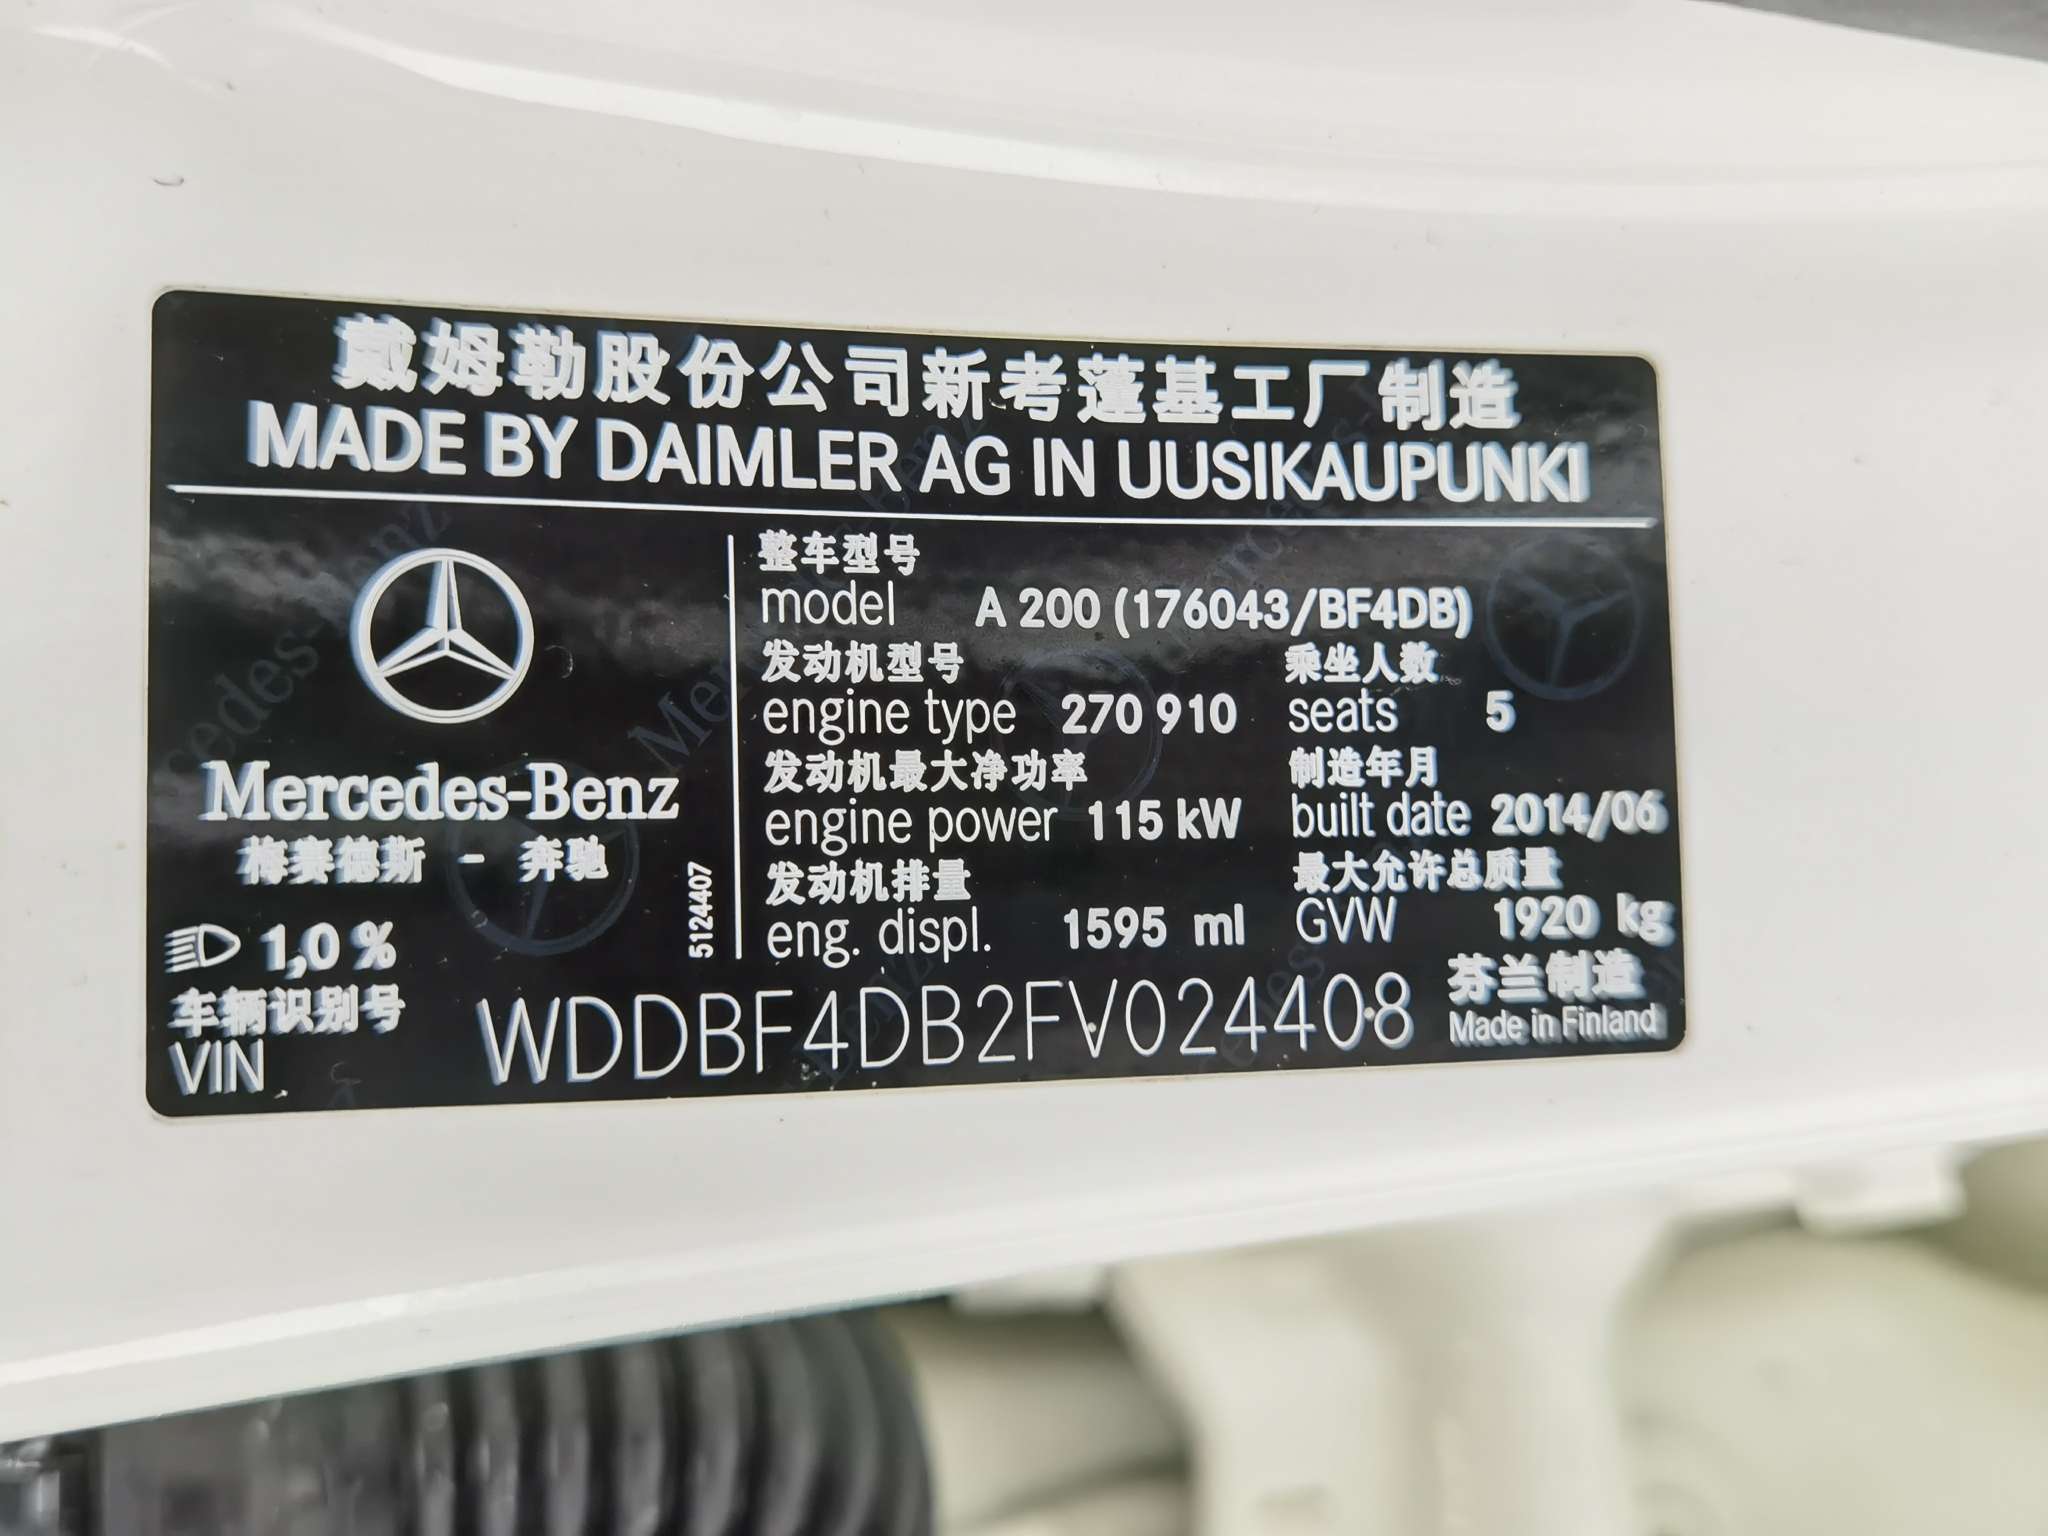 戴姆勒股份公司新考蓬基工厂制造
MADE BY DAIMLER AG IN UUSIKAUPUNKI
Mercedes-Benz
梅赛德斯 - 奔驰
1,0 %
5124407
整车型号
model A 200 (176043/BF4DB)
发动机型号 乘坐人数
engine type 270 910 seats 5
发动机最大净功率 制造年月
engine power 115 kW built date 2014/06
发动机排量 最大允许总质量
eng. displ. 1595 ml GVW 1920 kg
车辆识别号
VIN WDDBF4DB2FV024408
芬兰制造
Made in Finland